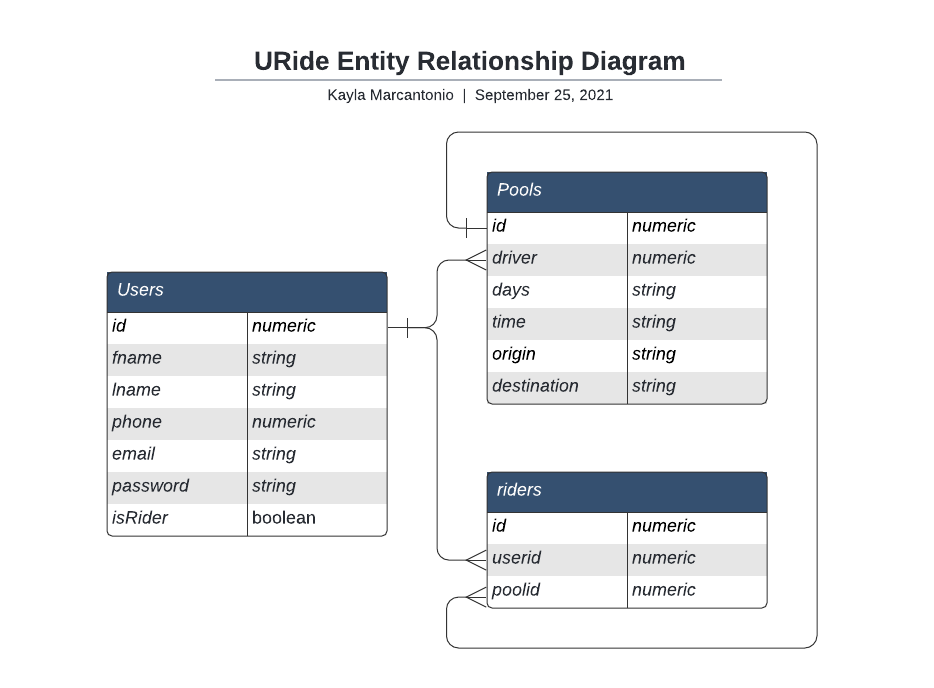 URide Entity Relationship Diagram
Kayla Marcantonio | September 25, 2021
Users
id numeric
fname string
lname string
phone numeric
email string
password string
isRider boolean
Pools
id numeric
driver numeric
days string
time string
origin string
destination string
riders
id numeric
userid numeric
poolid numeric